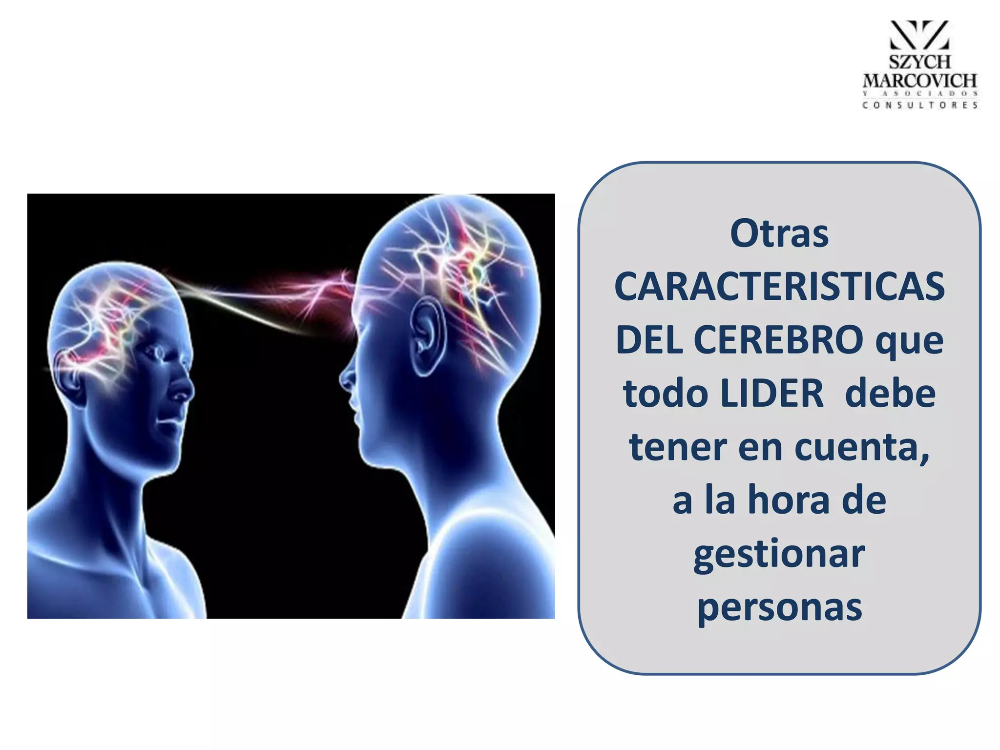 SZYCH
MARCOVICH
Y ASOCIADOS
CONSULTORES
Otras
CARACTERISTICAS
DEL CEREBRO que
todo LIDER  debe
tener en cuenta,
a la hora de
gestionar
personas